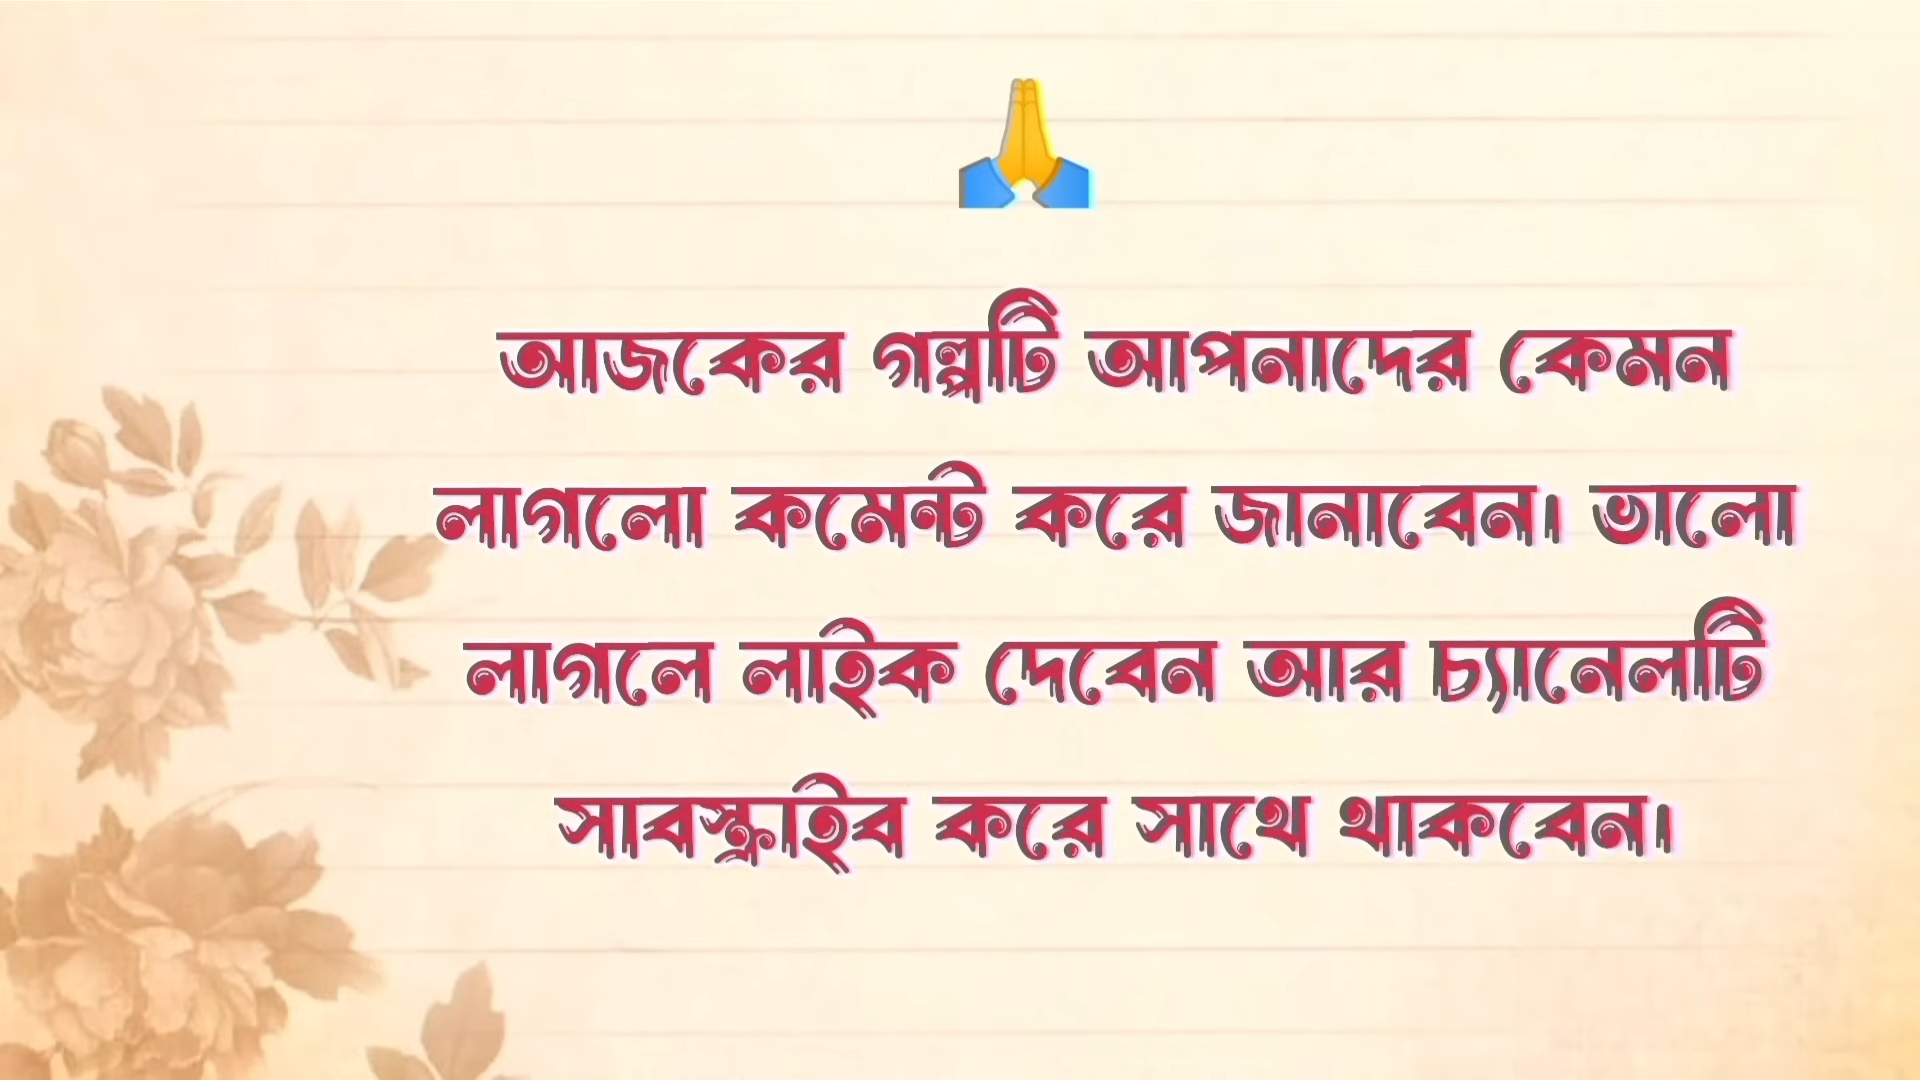 🙏
আজকের গল্পটি আপনাদের কেমন
লাগলো কমেন্ট করে জানাবেন। ভালো
লাগলে লাইক দেবেন আর চ্যানেলটি
সাবস্ক্রাইব করে সাথে থাকবেন।